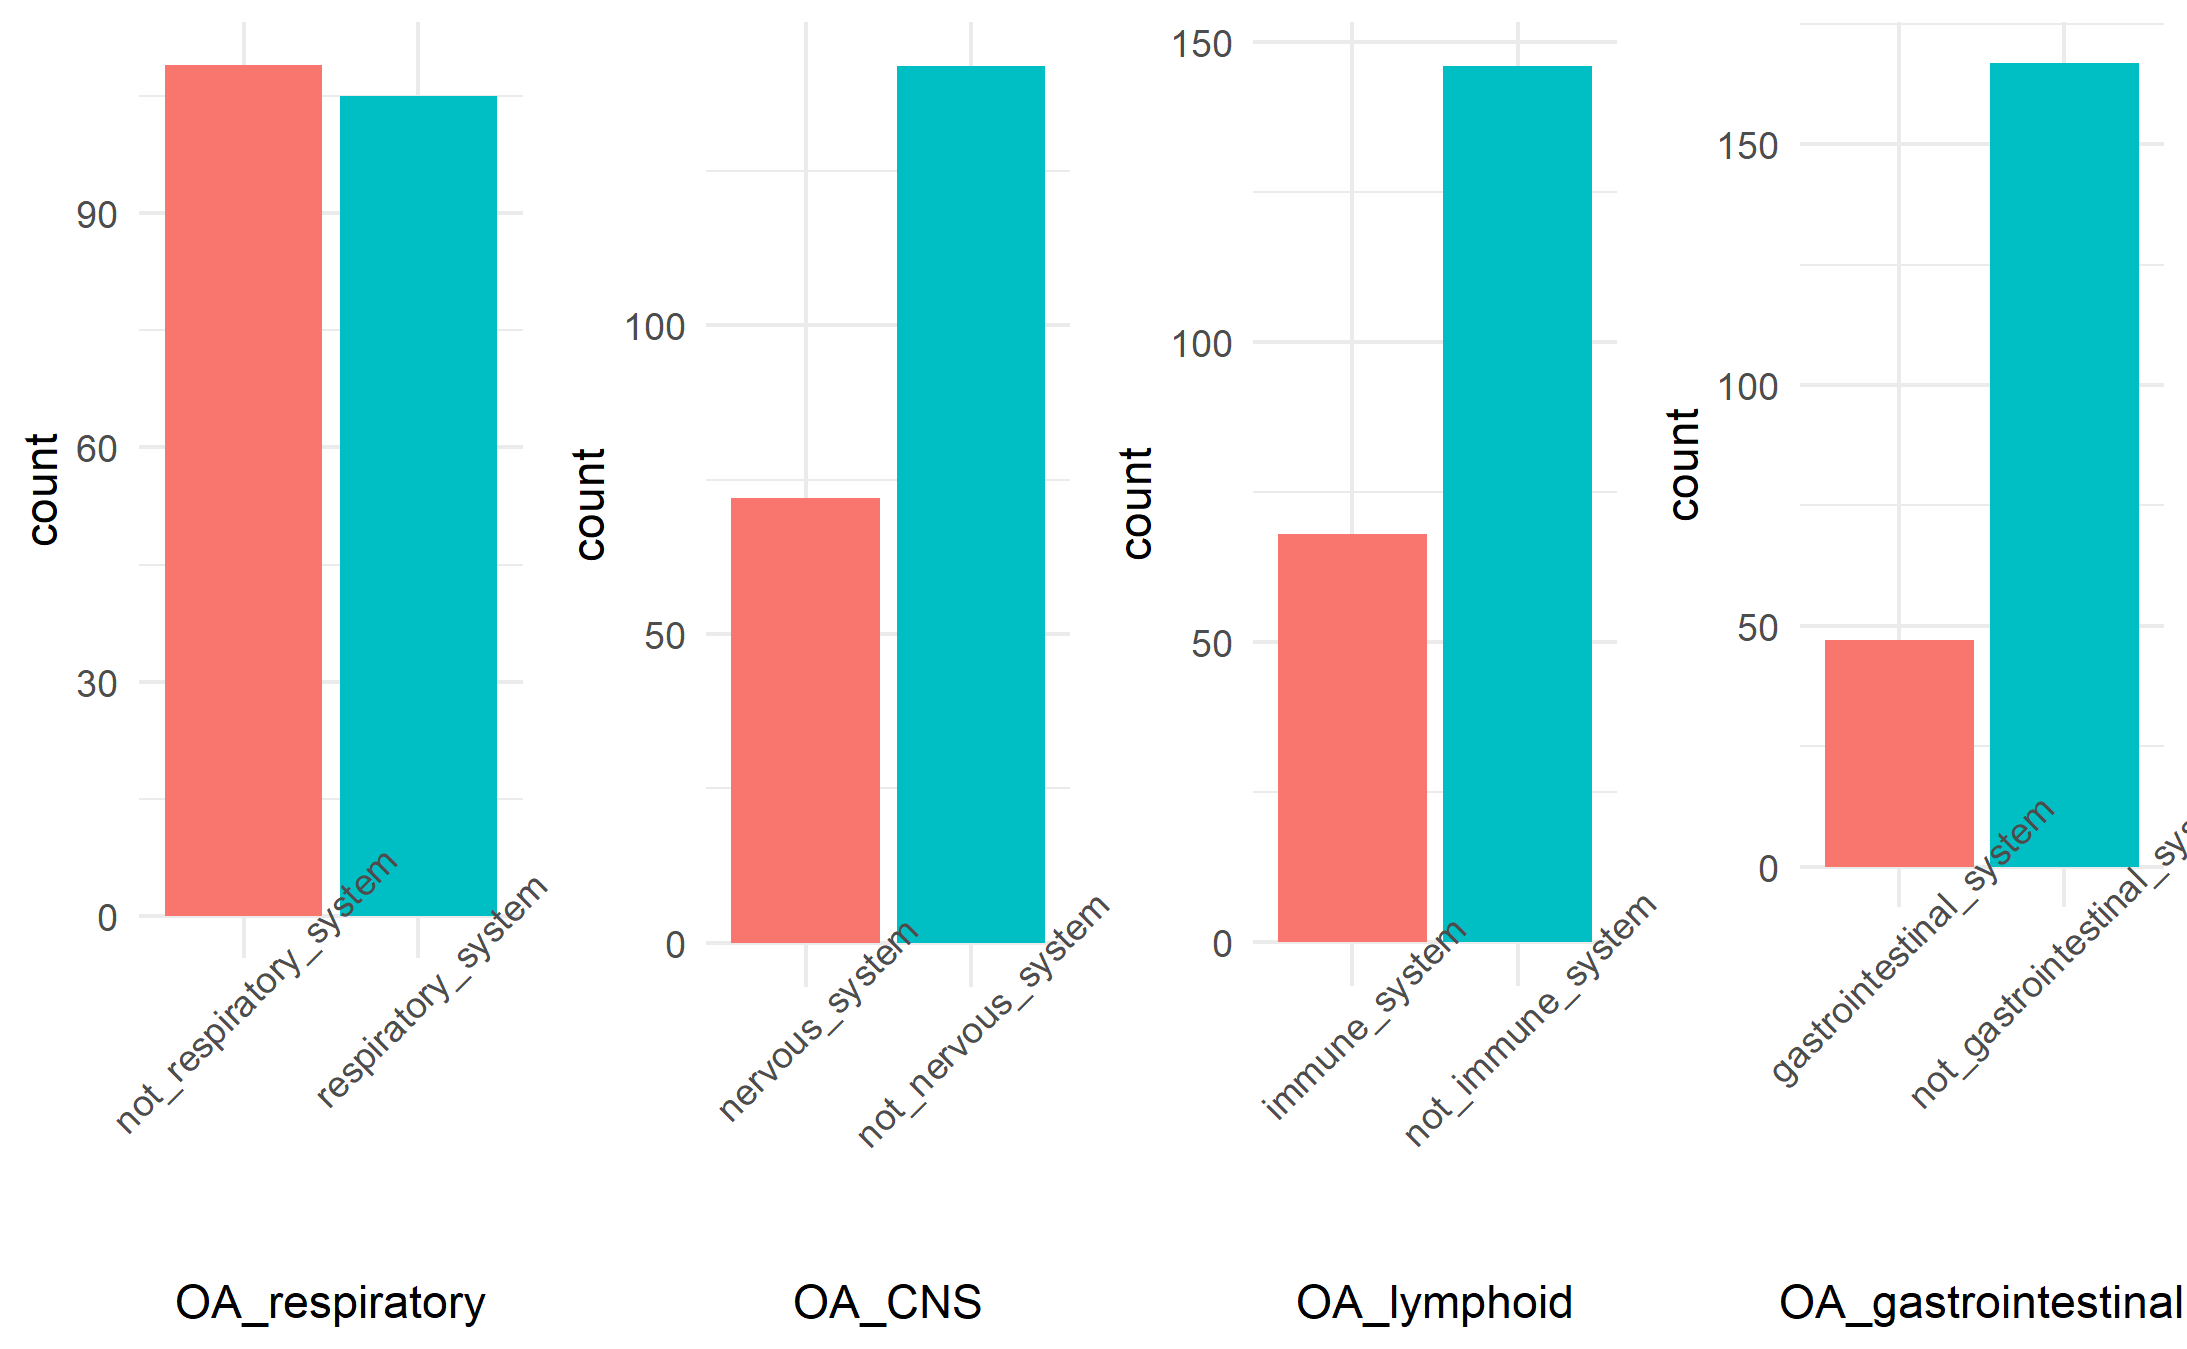 count
90
60
30
0
not_respiratory_system
respiratory_system
OA_respiratory
count
100
50
0
nervous_system
not_nervous_system
OA_CNS
count
150
100
50
0
immune_system
not_immune_system
OA_lymphoid
count
150
100
50
0
gastrointestinal_system
not_gastrointestinal_sys
OA_gastrointestinal